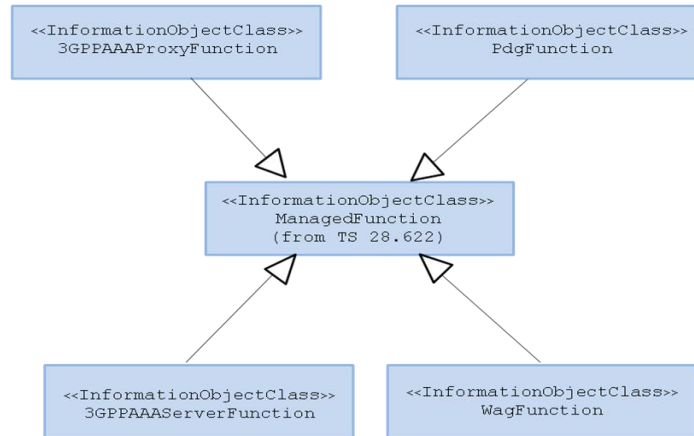 <<InformationObjectClass>>
3GPPAAAProxyFunction
<<InformationObjectClass>>
PdgFunction
<<InformationObjectClass>>
ManagedFunction
(from TS 28.622)
<<InformationObjectClass>>
3GPPAAAServerFunction
<<InformationObjectClass>>
WagFunction